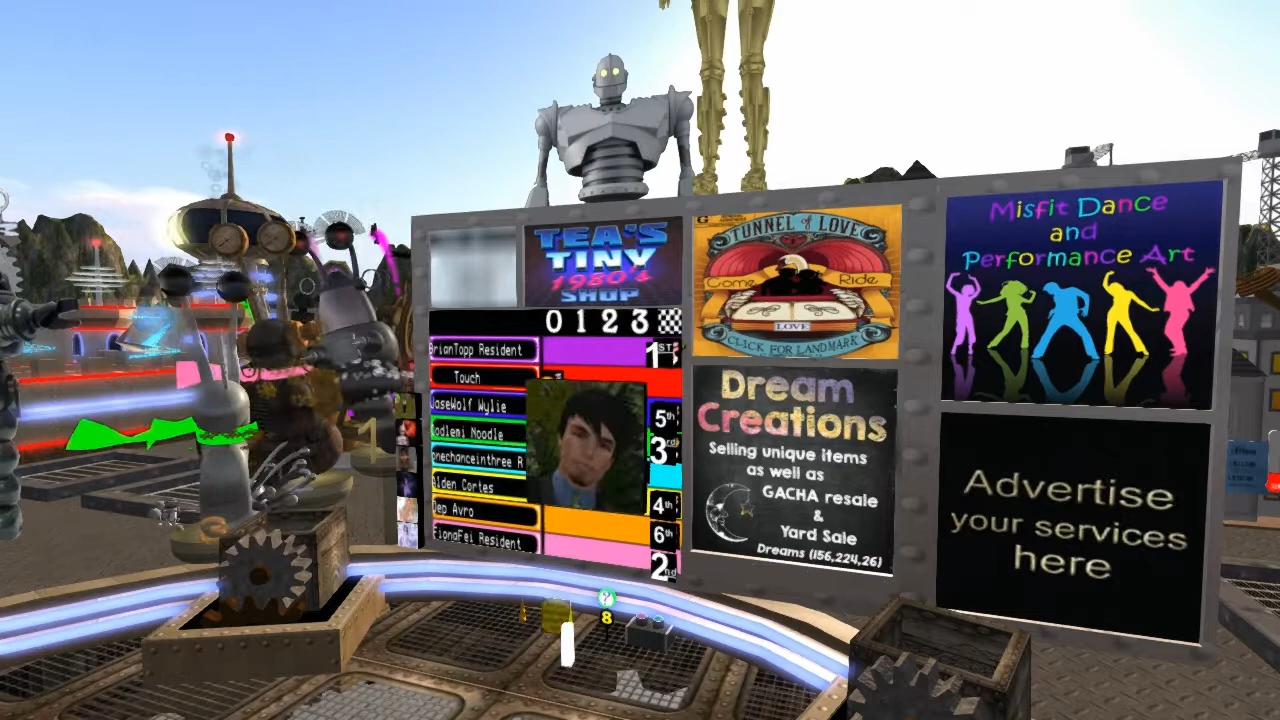 TEA'S
TINY
1980's
SHOP
0 1 2 3
BrianTopp Resident
1ST
Touch
JaseWolf Wylie
5th
Codlemi Noodle
3rd
onechanceinthree R
Alden Cortes
4th
Dep Avro
6th
FionaFei Resident
2nd
TUNNEL OF LOVE
Come Ride
LOVE
CLICK FOR LANDMARK
Dream
Creations
Selling unique items
as well as
GACHA resale
&
Yard Sale
Dreams (156,224,26)
Misfit Dance
and
Performance Art
Advertise
your services
here
1
?
8